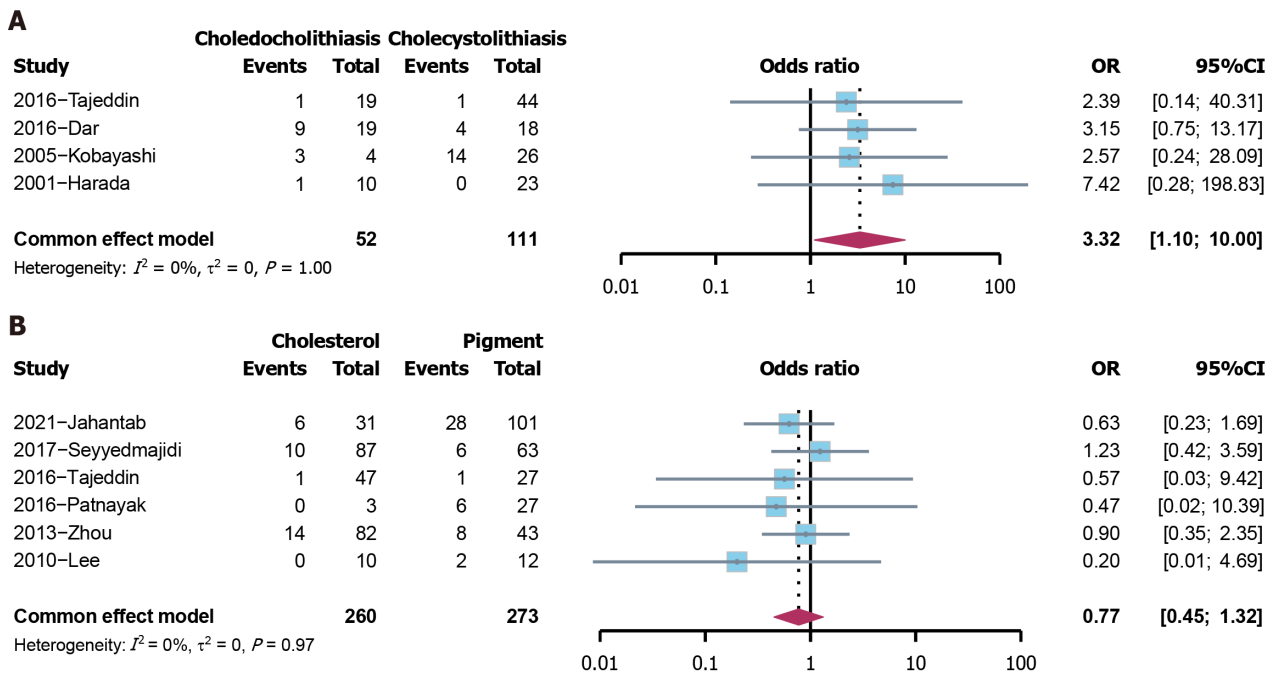 A
Choledocholithiasis Cholecystolithiasis
Study Events Total Events Total Odds ratio OR 95%CI
2016−Tajeddin 1 19 1 44 2.39 [0.14; 40.31]
2016−Dar 9 19 4 18 3.15 [0.75; 13.17]
2005−Kobayashi 3 4 14 26 2.57 [0.24; 28.09]
2001−Harada 1 10 0 23 7.42 [0.28; 198.83]
Common effect model 52 111 3.32 [1.10; 10.00]
Heterogeneity: I² = 0%, τ² = 0, P = 1.00
0.01 0.1 1 10 100
B
Cholesterol Pigment
Study Events Total Events Total Odds ratio OR 95%CI
2021−Jahantab 6 31 28 101 0.63 [0.23; 1.69]
2017−Seyyedmajidi 10 87 6 63 1.23 [0.42; 3.59]
2016−Tajeddin 1 47 1 27 0.57 [0.03; 9.42]
2016−Patnayak 0 3 6 27 0.47 [0.02; 10.39]
2013−Zhou 14 82 8 43 0.90 [0.35; 2.35]
2010−Lee 0 10 2 12 0.20 [0.01; 4.69]
Common effect model 260 273 0.77 [0.45; 1.32]
Heterogeneity: I² = 0%, τ² = 0, P = 0.97
0.01 0.1 1 10 100